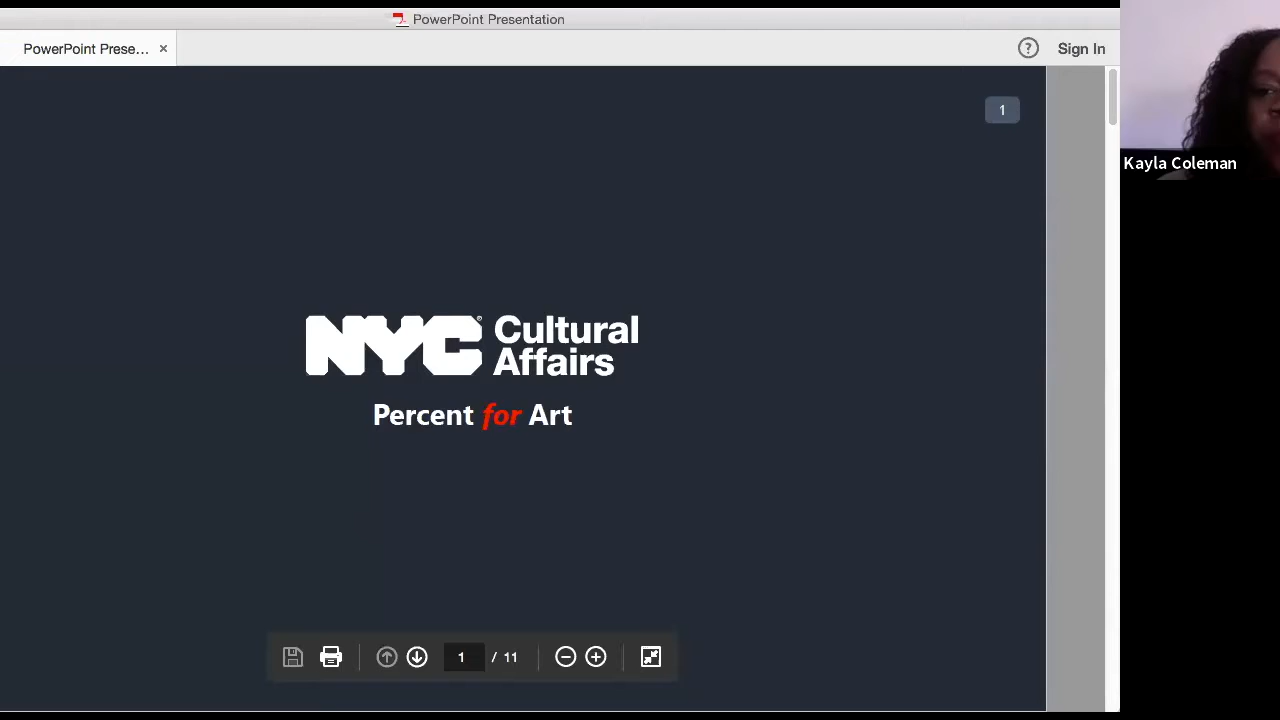 PowerPoint Presentation
PowerPoint Prese... ×
? Sign In
1
Kayla Coleman
NYC® Cultural
Affairs
Percent for Art
1 / 11